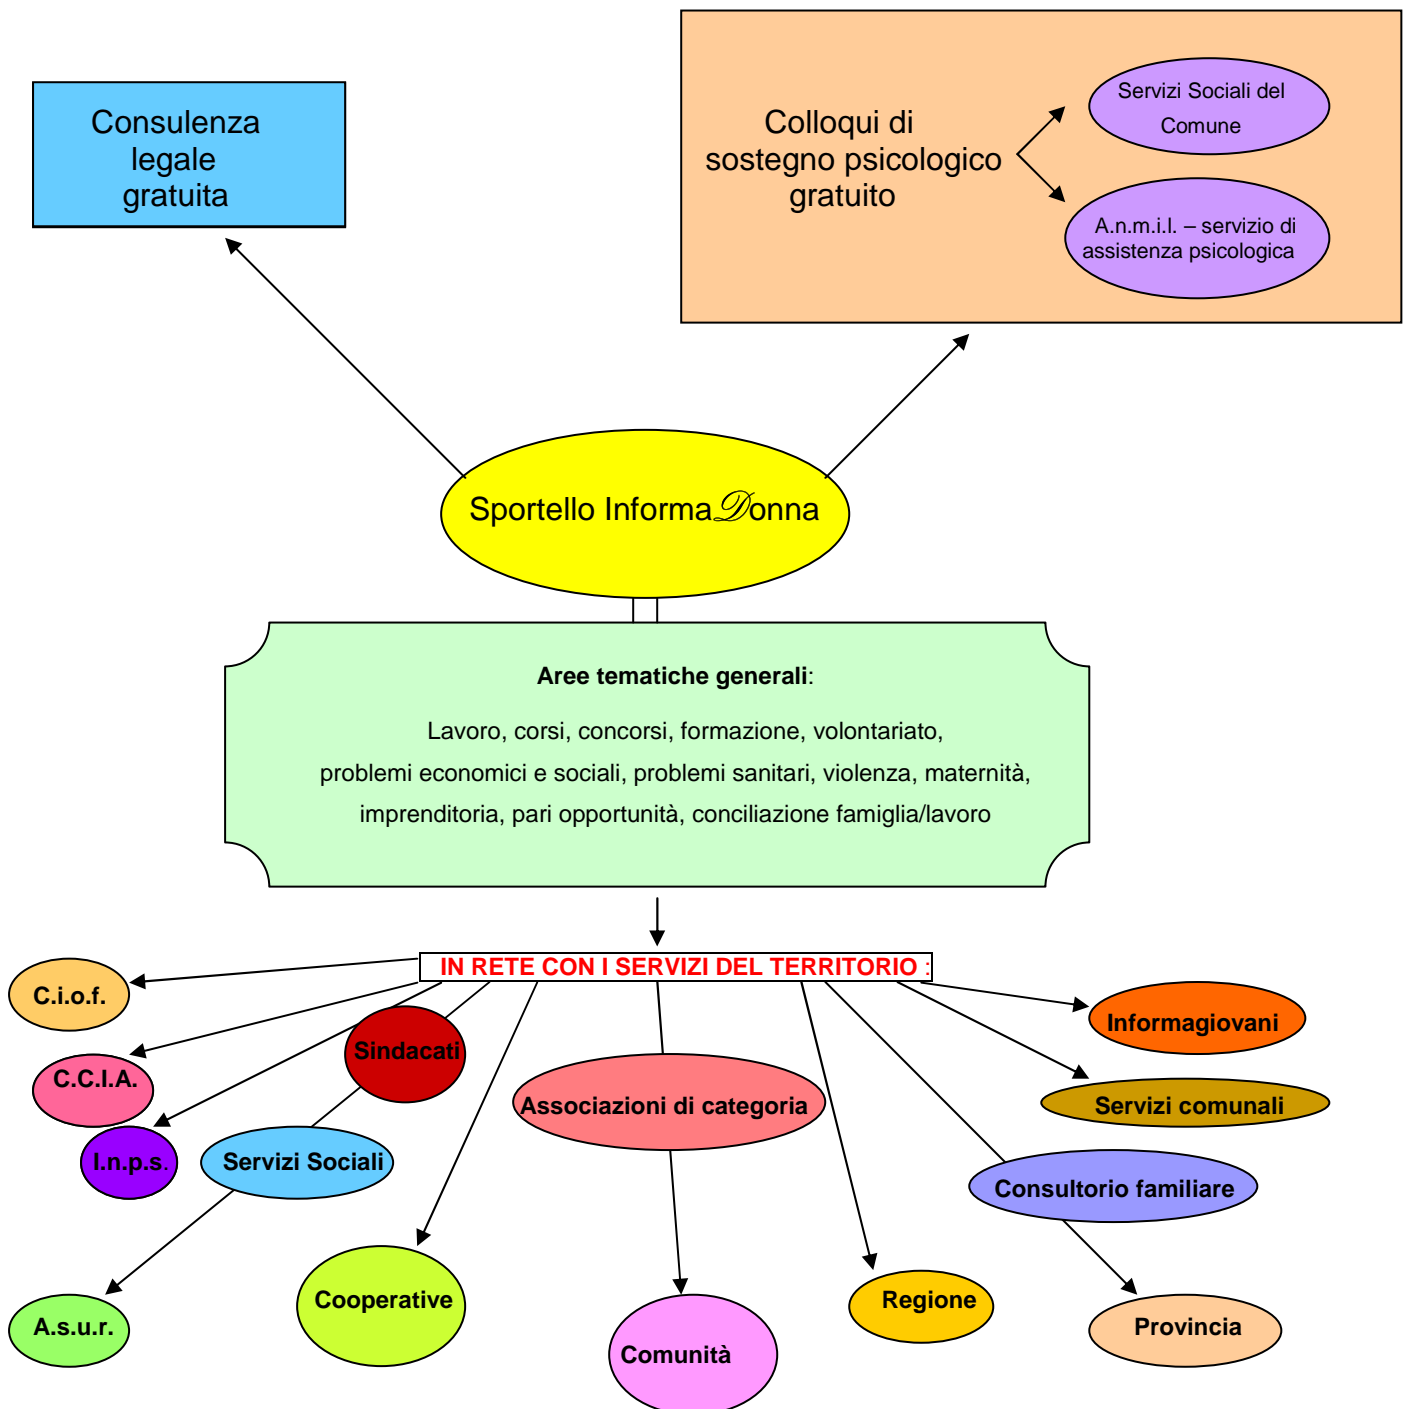 Consulenza
legale
gratuita
Colloqui di
sostegno psicologico
gratuito
Servizi Sociali del
Comune
A.n.m.i.l. – servizio di
assistenza psicologica
Sportello InformaDonna
Aree tematiche generali:
Lavoro, corsi, concorsi, formazione, volontariato,
problemi economici e sociali, problemi sanitari, violenza, maternità,
imprenditoria, pari opportunità, conciliazione famiglia/lavoro
IN RETE CON I SERVIZI DEL TERRITORIO :
C.i.o.f.
Informagiovani
Sindacati
C.C.I.A.
Associazioni di categoria
Servizi comunali
I.n.p.s.
Servizi Sociali
Consultorio familiare
Cooperative
Regione
A.s.u.r.
Provincia
Comunità